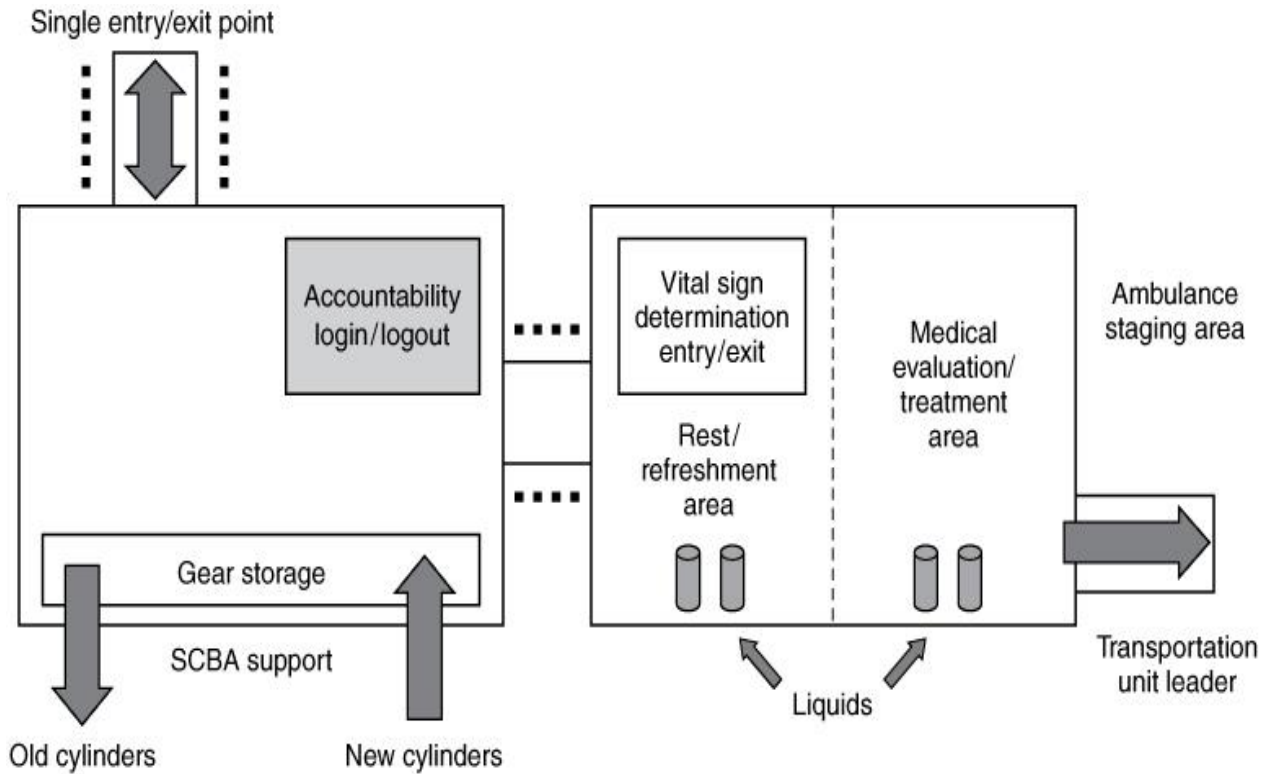 Single entry/exit point
Accountability
login/logout
Vital sign
determination
entry/exit
Rest/
refreshment
area
Medical
evaluation/
treatment
area
Ambulance
staging area
Gear storage
SCBA support
Old cylinders
New cylinders
Liquids
Transportation
unit leader